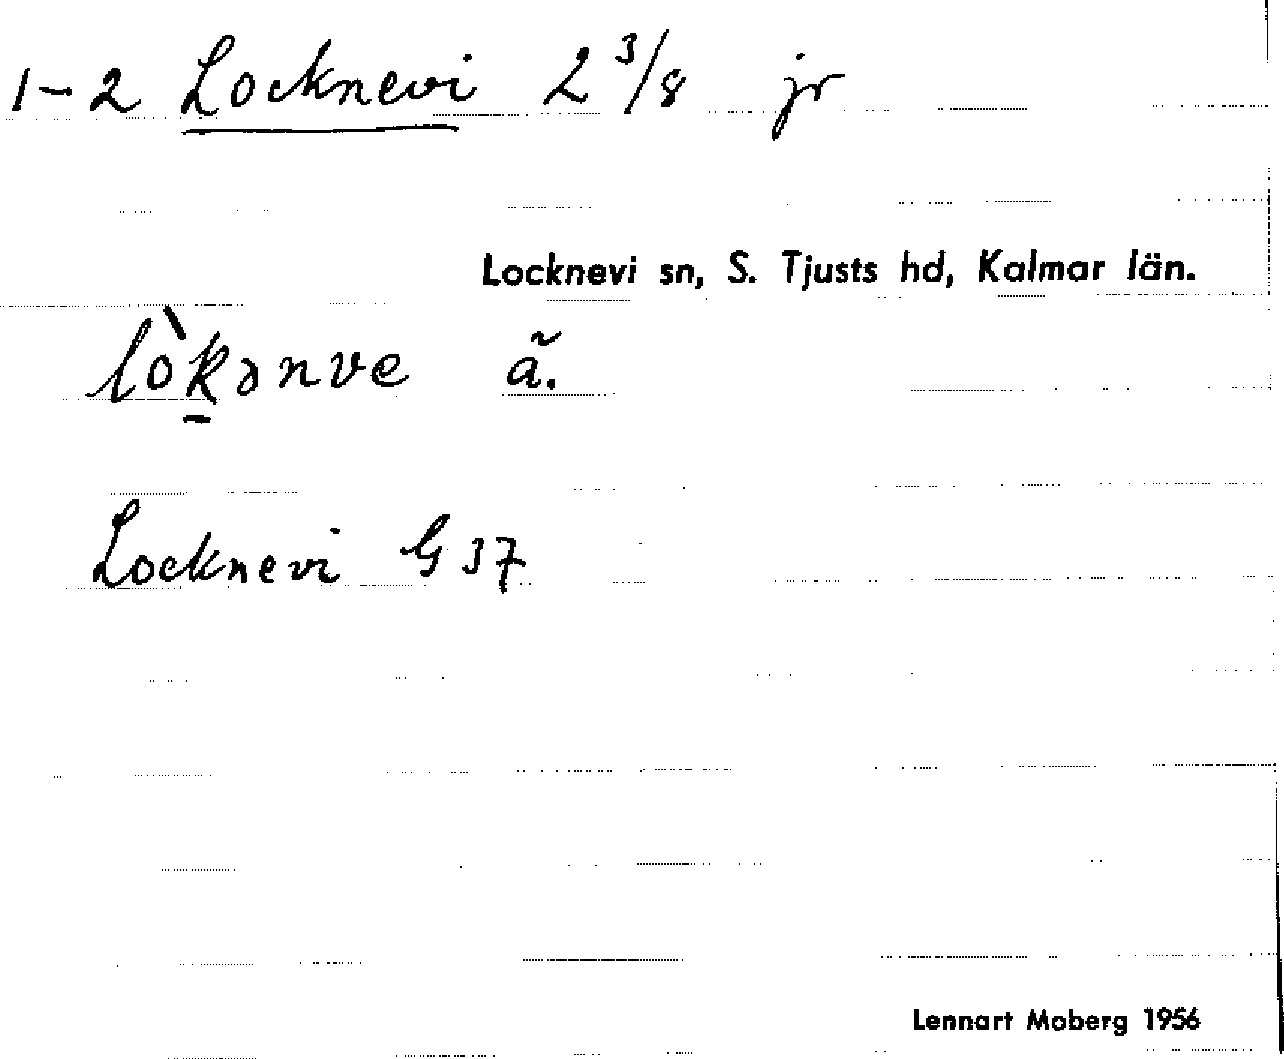 1-2 Locknevi 2 3/8 jr
Locknevi sn, S. Tjusts hd, Kalmar län.
lòkənve ã.
Locknevi G 37
Lennart Moberg 1956